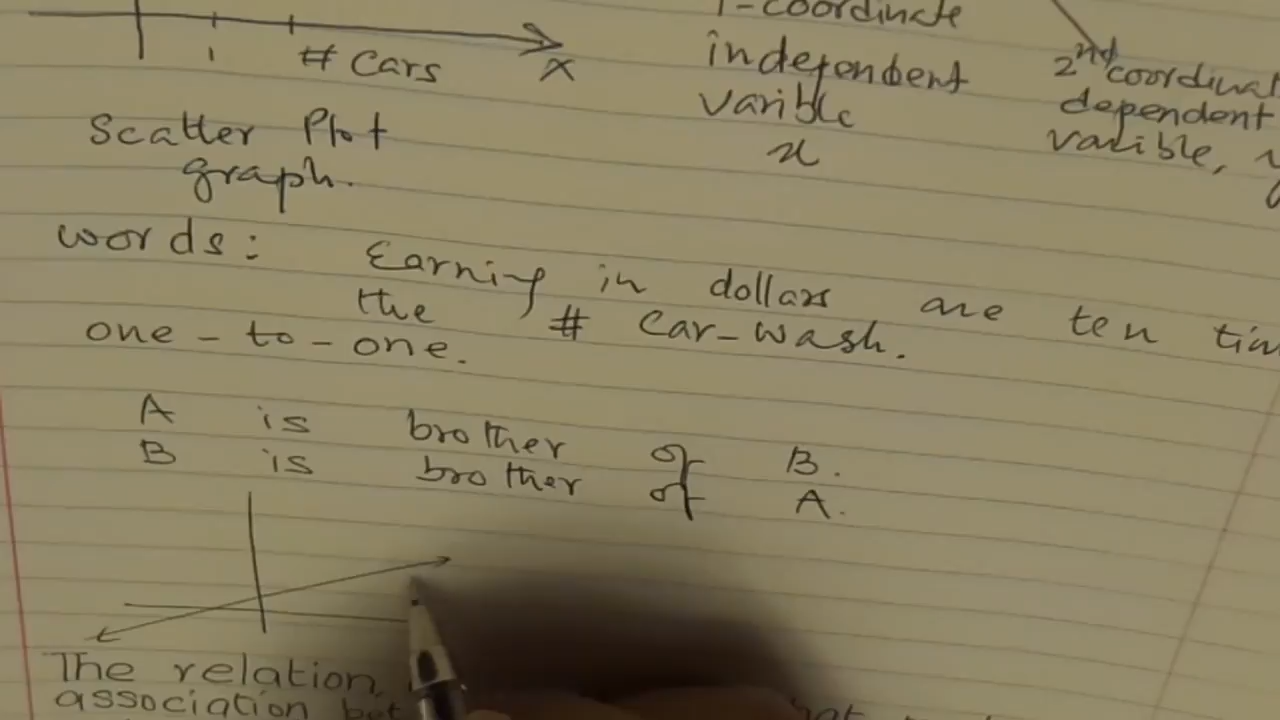 1
# Cars
x
Scatter Plot
graph.
-coordinate
independent
varible
x
2nd coordinat
dependent
varible, y
words: Earning in dollars are ten tim
the # Car-wash.
one-to-one.
A is brother of B.
B is brother of A.
The relation
association bet